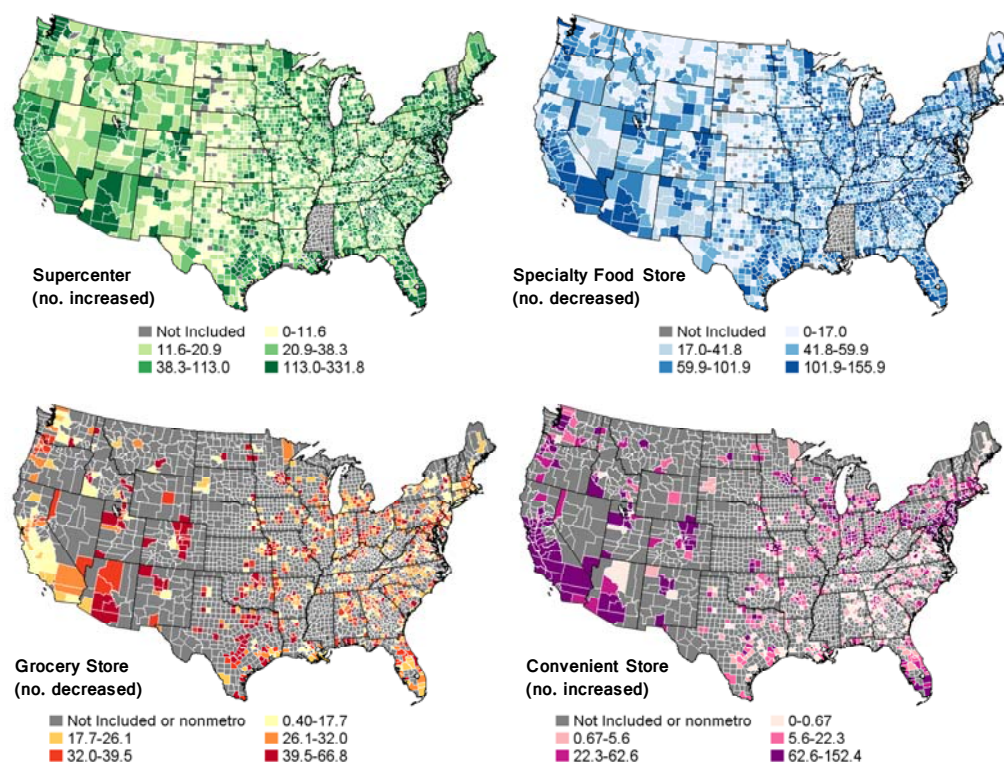 Supercenter
(no. increased)
Not Included 0-11.6
11.6-20.9 20.9-38.3
38.3-113.0 113.0-331.8
Specialty Food Store
(no. decreased)
Not Included 0-17.0
17.0-41.8 41.8-59.9
59.9-101.9 101.9-155.9
Grocery Store
(no. decreased)
Not Included or nonmetro 0.40-17.7
17.7-26.1 26.1-32.0
32.0-39.5 39.5-66.8
Convenient Store
(no. increased)
Not Included or nonmetro 0-0.67
0.67-5.6 5.6-22.3
22.3-62.6 62.6-152.4